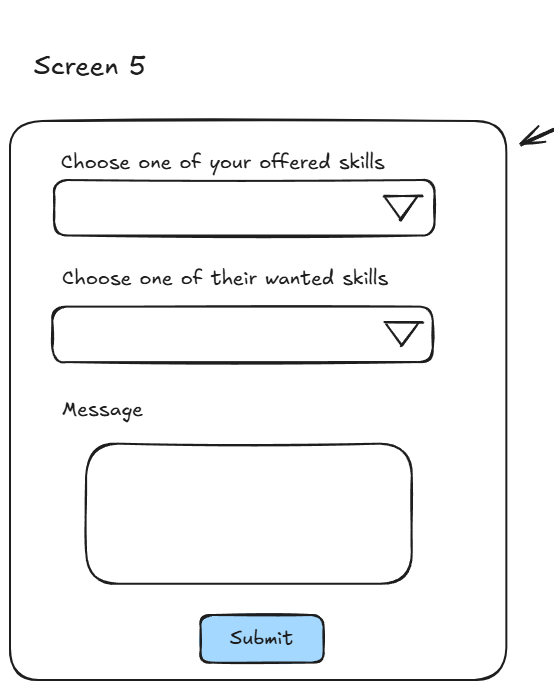 Screen 5
Choose one of your offered skills
Choose one of their wanted skills
Message
Submit